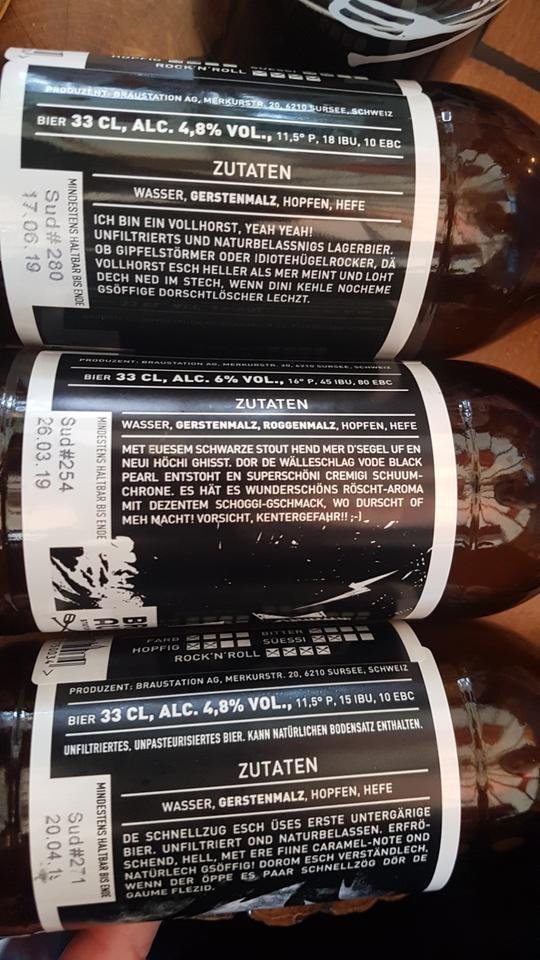 HOPFIG SÜESSI
ROCK'N'ROLL
PRODUZENT: BRAUSTATION AG, MERKURSTR. 20, 6210 SURSEE, SCHWEIZ
BIER 33 CL, ALC. 4,8% VOL., 11,5° P, 18 IBU, 10 EBC
ZUTATEN
WASSER, GERSTENMALZ, HOPFEN, HEFE
ICH BIN EIN VOLLHORST, YEAH YEAH!
UNFILTRIERTS UND NATURBELASSNIGS LAGERBIER.
OB GIPFELSTÖRMER ODER IDIOTEHÜGELROCKER, DÄ
VOLLHORST ESCH HELLER ALS MER MEINT UND LOHT
DECH NED IM STECH, WENN DINI KEHLE NOCHEME
GSÖFFIGE DORSCHTLÖSCHER LECHZT.
MINDESTENS HALTBAR BIS ENDE
Sud#280
17.06.19
PRODUZENT: BRAUSTATION AG, MERKURSTR. 20, 6210 SURSEE, SCHWEIZ
BIER 33 CL, ALC. 6% VOL., 16° P, 45 IBU, 80 EBC
ZUTATEN
WASSER, GERSTENMALZ, ROGGENMALZ, HOPFEN, HEFE
MET EUESEM SCHWARZE STOUT HEND MER D'SEGEL UF EN
NEUI HÖCHI GHISST. DOR DE WÄLLESCHLAG VODE BLACK
PEARL ENTSTOHT EN SUPERSCHÖNI CREMIGI SCHUUM-
CHRONE. ES HÄT ES WUNDERSCHÖNS RÖSCHT-AROMA
MIT DEZENTEM SCHOGGI-GSCHMACK, WO DURSCHT OF
MEH MACHT! VORSICHT, KENTERGEFAHR!! ;-)
MINDESTENS HALTBAR BIS ENDE
Sud#254
26.03.19
FARB BITTER
HOPFIG SÜESSI
ROCK'N'ROLL
PRODUZENT: BRAUSTATION AG, MERKURSTR. 20, 6210 SURSEE, SCHWEIZ
BIER 33 CL, ALC. 4,8% VOL., 11,5° P, 15 IBU, 10 EBC
UNFILTRIERTES, UNPASTEURISIERTES BIER. KANN NATÜRLICHEN BODENSATZ ENTHALTEN.
ZUTATEN
WASSER, GERSTENMALZ, HOPFEN, HEFE
DE SCHNELLZUG ESCH ÜSES ERSTE UNTERGÄRIGE
BIER. UNFILTRIERT OND NATURBELASSEN. ERFRÖ-
SCHEND, HELL, MET ERE FIINE CARAMEL-NOTE OND
NATÜRLECH GSÖFFIG! DOROM ESCH VERSTÄNDLECH,
WENN DER ÖPPE ES PAAR SCHNELLZÖG DÖR DE
GAUME FLEZID.
MINDESTENS HALTBAR BIS ENDE
Sud#271